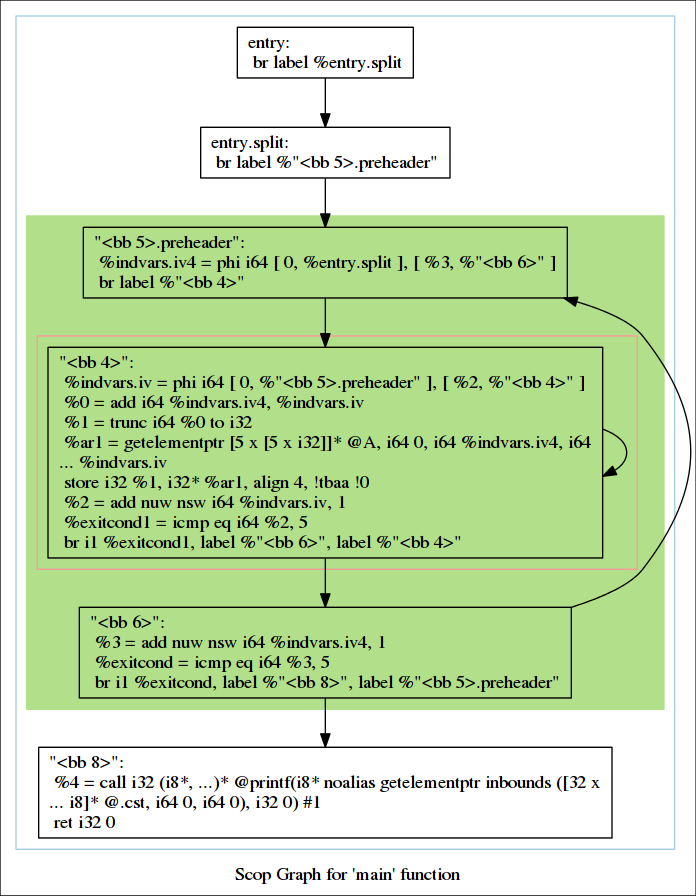 entry:
br label %entry.split
entry.split:
br label %"<bb 5>.preheader"
"<bb 5>.preheader":
%indvars.iv4 = phi i64 [ 0, %entry.split ], [ %3, %"<bb 6>" ]
br label %"<bb 4>"
"<bb 4>":
%indvars.iv = phi i64 [ 0, %"<bb 5>.preheader" ], [ %2, %"<bb 4>" ]
%0 = add i64 %indvars.iv4, %indvars.iv
%1 = trunc i64 %0 to i32
%ar1 = getelementptr [5 x [5 x i32]]* @A, i64 0, i64 %indvars.iv4, i64
... %indvars.iv
store i32 %1, i32* %ar1, align 4, !tbaa !0
%2 = add nuw nsw i64 %indvars.iv, 1
%exitcond1 = icmp eq i64 %2, 5
br i1 %exitcond1, label %"<bb 6>", label %"<bb 4>"
"<bb 6>":
%3 = add nuw nsw i64 %indvars.iv4, 1
%exitcond = icmp eq i64 %3, 5
br i1 %exitcond, label %"<bb 8>", label %"<bb 5>.preheader"
"<bb 8>":
%4 = call i32 (i8*, ...)* @printf(i8* noalias getelementptr inbounds ([32 x
... i8]* @.cst, i64 0, i64 0), i32 0) #1
ret i32 0
Scop Graph for 'main' function